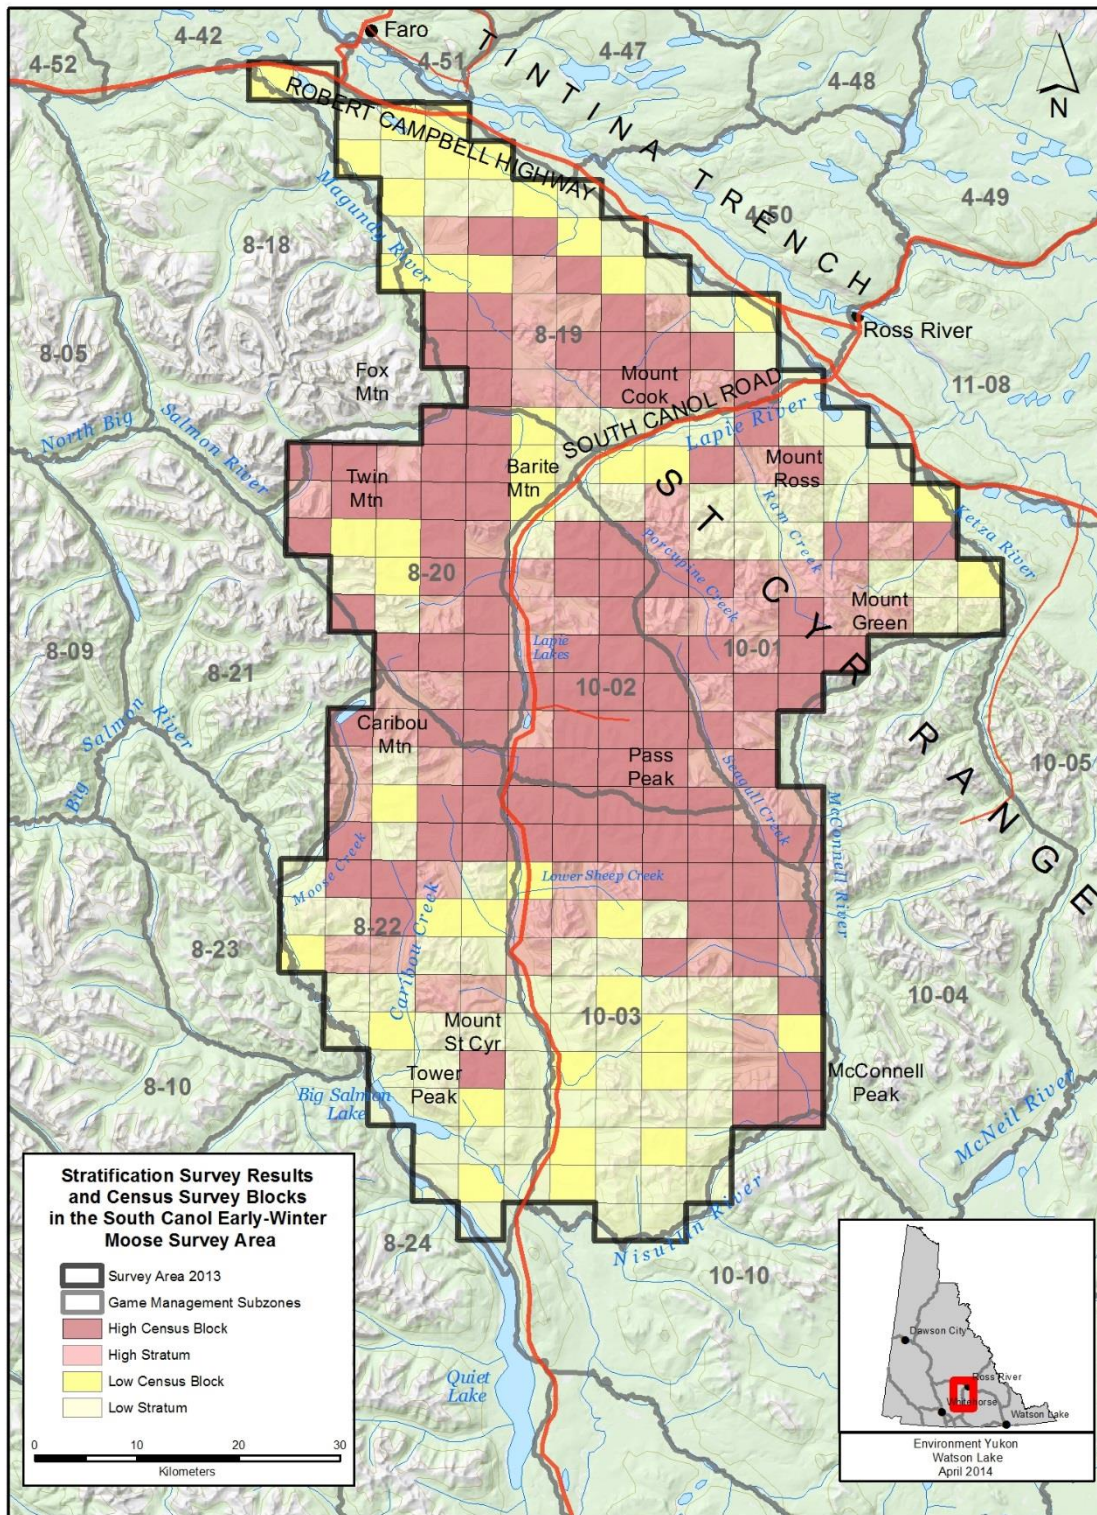 4-42
Faro
4-47
4-52
4-51
4-48
TINTINA TRENCH
N
ROBERT CAMPBELL HIGHWAY
Magundy River
4-50
4-49
8-18
Ross River
8-19
8-05
Fox
Mtn
Mount
Cook
11-08
SOUTH CANOL ROAD
Lapie River
North Big
Salmon River
Twin
Mtn
Barite
Mtn
Mount
Ross
ST CYR RANGE
Ram Creek
Ketza River
Porcupine Creek
8-20
Mount
Green
8-09
8-21
Lapie
Lakes
10-01
10-02
Big Salmon River
Caribou
Mtn
Pass
Peak
10-05
Seagull Creek
McConnell River
Moose Creek
Lower Sheep Creek
8-22
Caribou Creek
8-23
10-04
10-03
Mount
St Cyr
8-10
Tower
Peak
McConnell
Peak
Big Salmon
Lake
McNeil River
Nisutlin River
8-24
10-10
Quiet
Lake
Stratification Survey Results
and Census Survey Blocks
in the South Canol Early-Winter
Moose Survey Area
Survey Area 2013
Game Management Subzones
High Census Block
High Stratum
Low Census Block
Low Stratum
0 10 20 30
Kilometers
Dawson City
Ross River
Whitehorse
Watson Lake
Environment Yukon
Watson Lake
April 2014